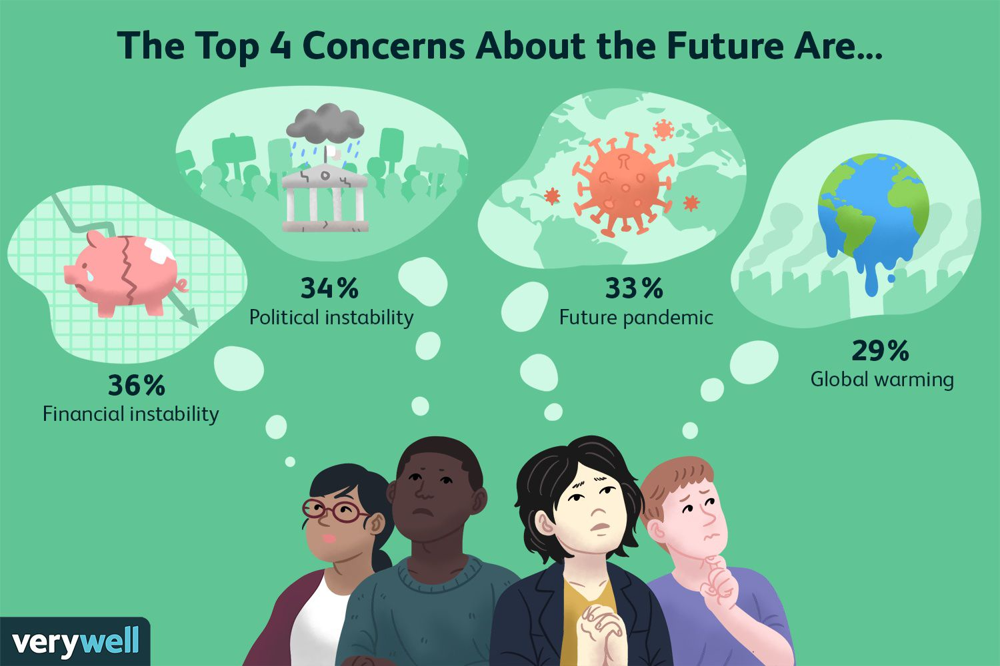 The Top 4 Concerns About the Future Are...
36%
Financial instability
34%
Political instability
33%
Future pandemic
29%
Global warming
verywell